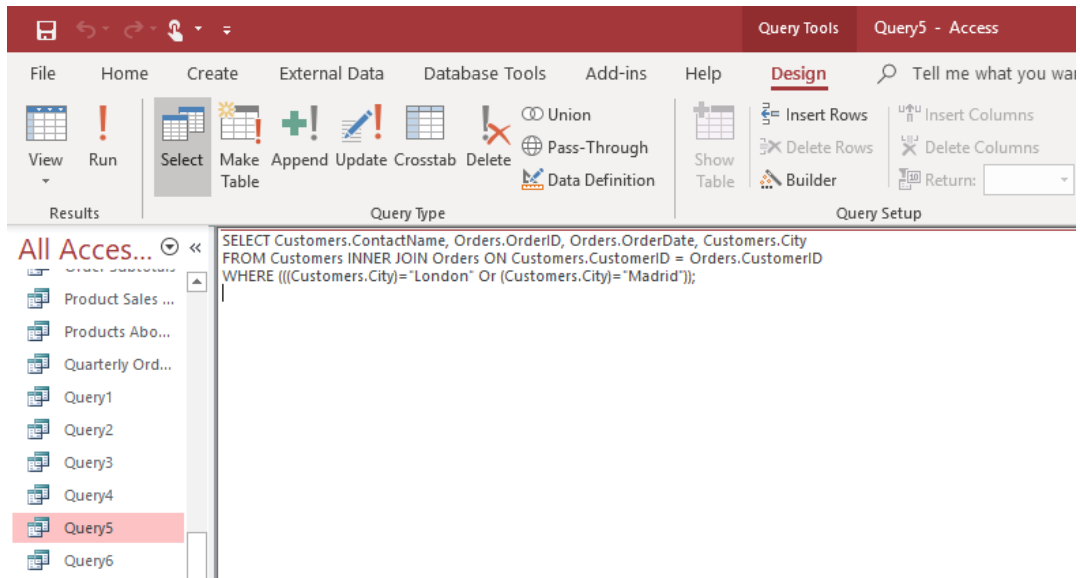 Query Tools Query5 - Access
File Home Create External Data Database Tools Add-ins Help Design Tell me what you wan
View Run Select Make Table Append Update Crosstab Delete
Union
Pass-Through
Data Definition
Show Table
Insert Rows
Delete Rows
Builder
Insert Columns
Delete Columns
Return:
Results Query Type Query Setup
All Acces...
Order Subtotals
Product Sales ...
Products Abo...
Quarterly Ord...
Query1
Query2
Query3
Query4
Query5
Query6
SELECT Customers.ContactName, Orders.OrderID, Orders.OrderDate, Customers.City
FROM Customers INNER JOIN Orders ON Customers.CustomerID = Orders.CustomerID
WHERE (((Customers.City)="London" Or (Customers.City)="Madrid"));